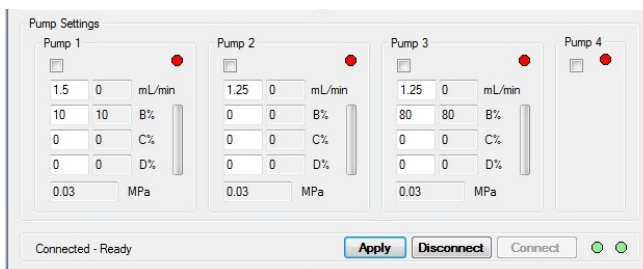 Pump Settings
Pump 1 Pump 2 Pump 3 Pump 4
1.5 0 mL/min 1.25 0 mL/min 1.25 0 mL/min
10 10 B% 0 0 B% 80 80 B%
0 0 C% 0 0 C% 0 0 C%
0 0 D% 0 0 D% 0 0 D%
0.03 MPa 0.03 MPa 0.03 MPa
Connected - Ready Apply Disconnect Connect